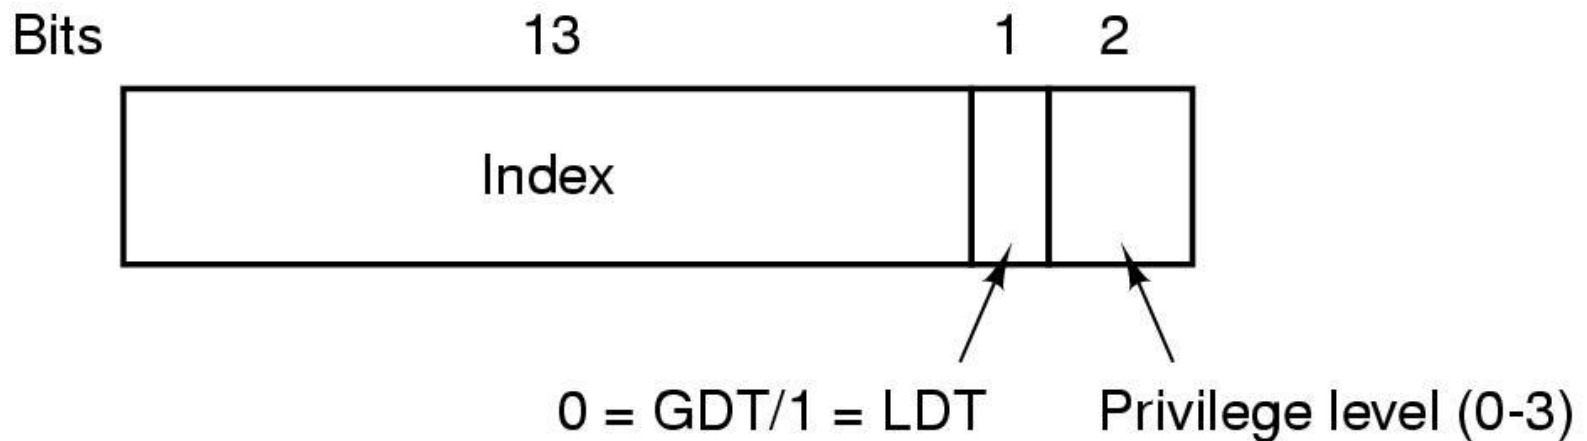 Bits 13 1 2
Index
0 = GDT/1 = LDT Privilege level (0-3)